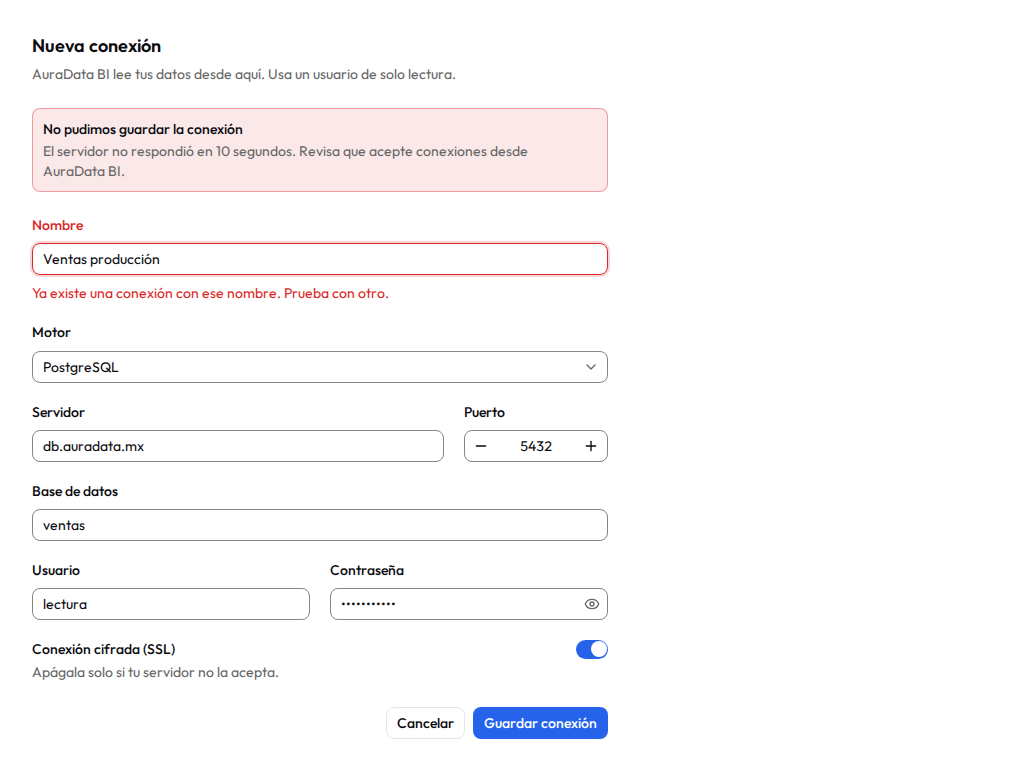 Nueva conexión
AuraData BI lee tus datos desde aquí. Usa un usuario de solo lectura.
No pudimos guardar la conexión
El servidor no respondió en 10 segundos. Revisa que acepte conexiones desde
AuraData BI.
Nombre
Ventas producción
Ya existe una conexión con ese nombre. Prueba con otro.
Motor
PostgreSQL
Servidor
Puerto
db.auradata.mx
5432
Base de datos
ventas
Usuario
Contraseña
lectura
•••••••••••
Conexión cifrada (SSL)
Apágala solo si tu servidor no la acepta.
Cancelar
Guardar conexión